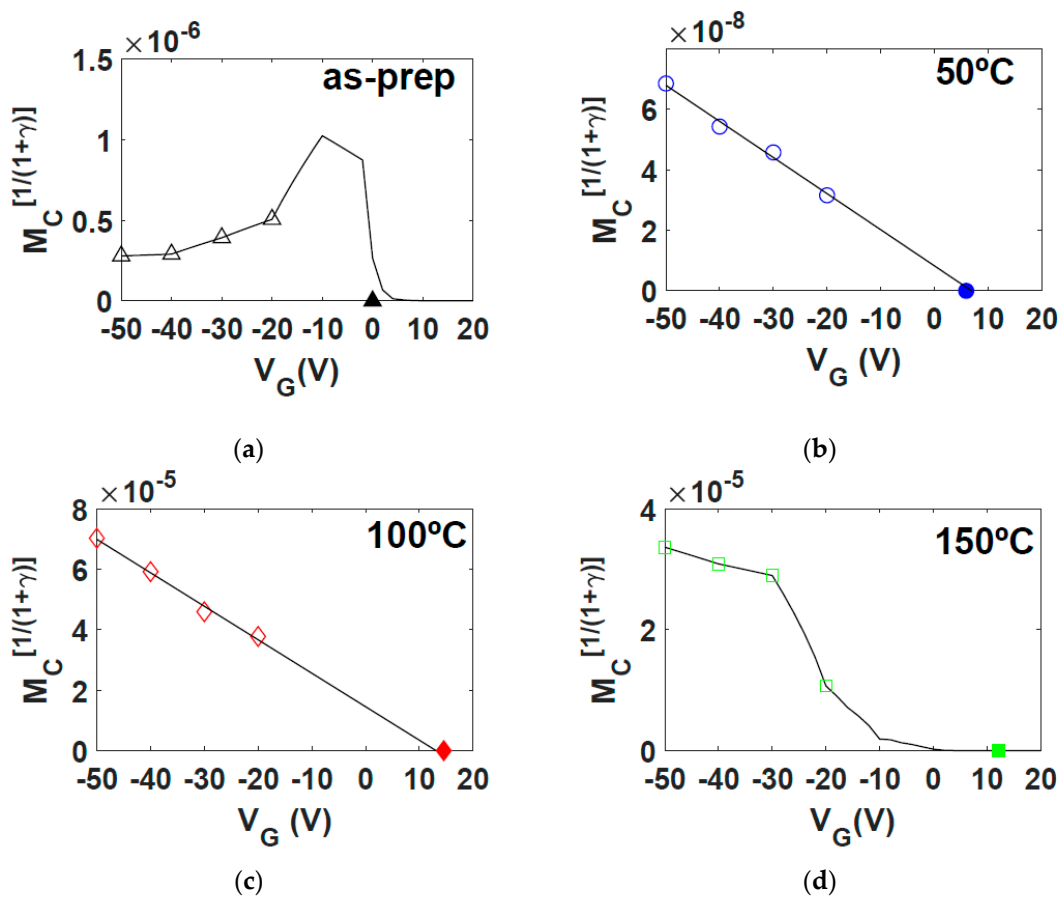 × 10^-6
as-prep
1.5
1
0.5
0
M_C^[1/(1+γ)]
-50 -40 -30 -20 -10 0 10 20
V_G(V)
(a)
× 10^-8
50ºC
6
4
2
0
M_C^[1/(1+γ)]
-50 -40 -30 -20 -10 0 10 20
V_G (V)
(b)
× 10^-5
100ºC
8
6
4
2
0
M_C^[1/(1+γ)]
-50 -40 -30 -20 -10 0 10 20
V_G (V)
(c)
× 10^-5
150ºC
4
2
0
M_C^[1/(1+γ)]
-50 -40 -30 -20 -10 0 10 20
V_G(V)
(d)